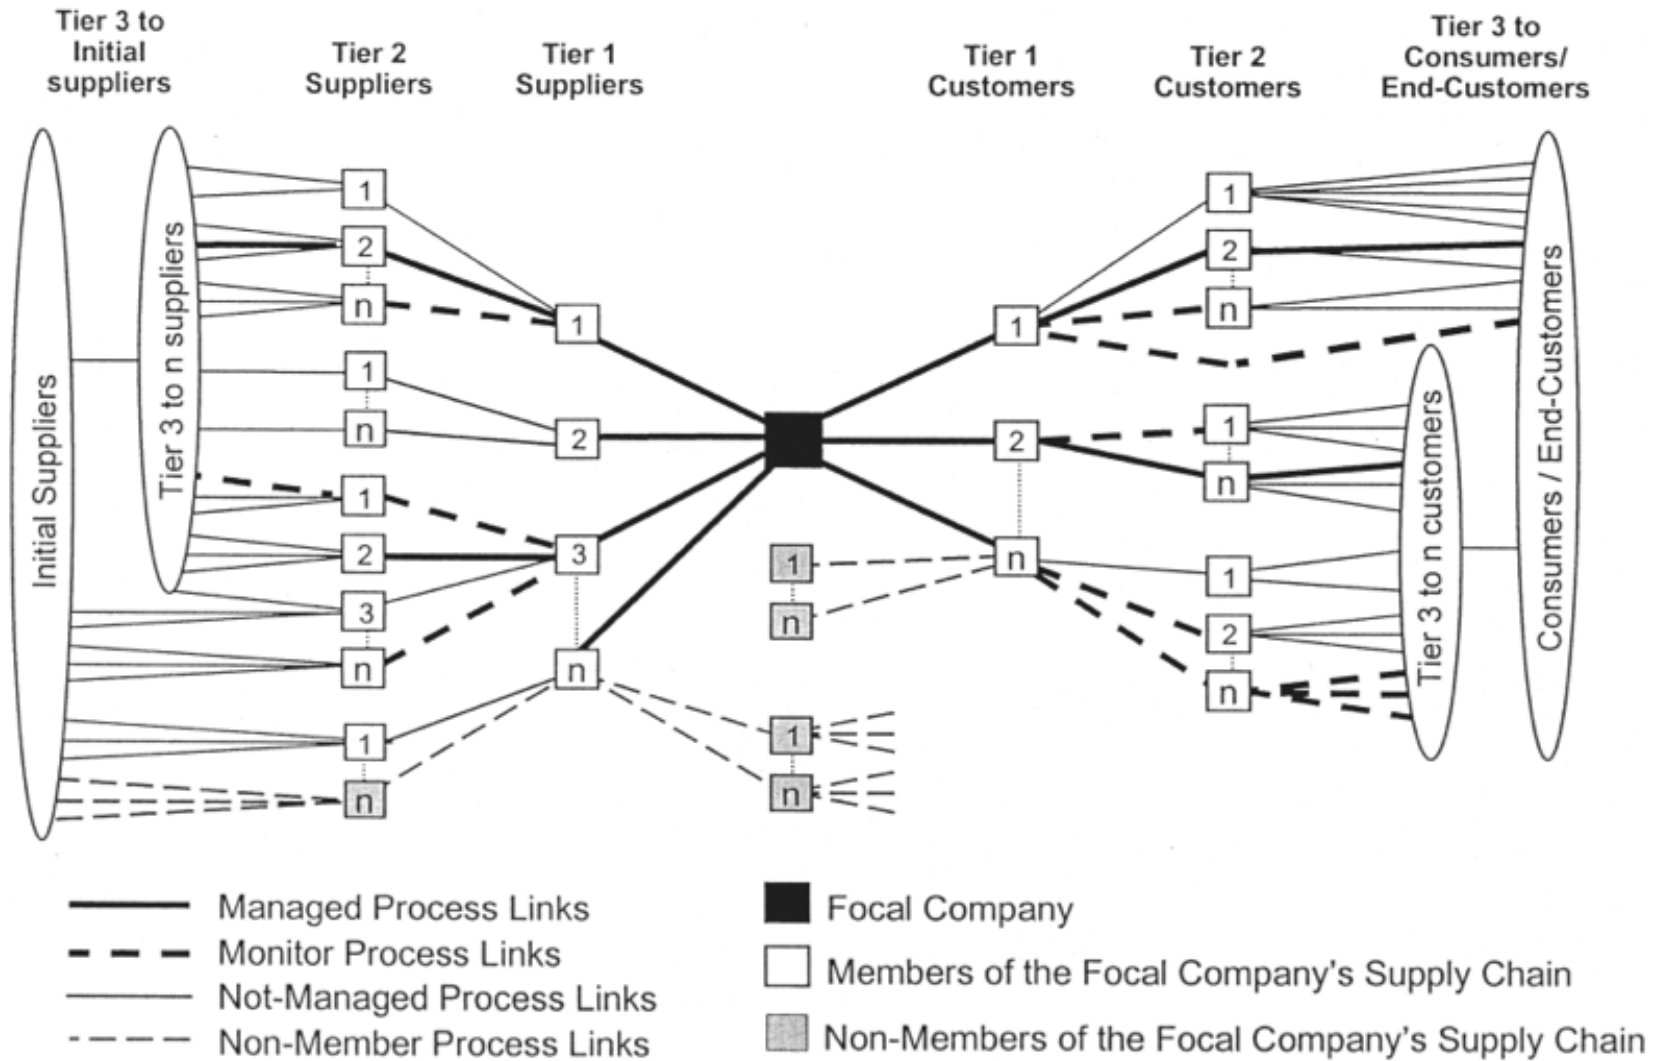 Tier 3 to
Initial
suppliers
Tier 2
Suppliers
Tier 1
Suppliers
Tier 1
Customers
Tier 2
Customers
Tier 3 to
Consumers/
End-Customers
Initial Suppliers
Tier 3 to n suppliers
1
2
n
1
n
1
2
3
n
1
n
1
2
3
n
1
n
1
n
1
2
n
1
2
n
1
n
1
2
n
Tier 3 to n customers
Consumers / End-Customers
Managed Process Links
Monitor Process Links
Not-Managed Process Links
Non-Member Process Links
Focal Company
Members of the Focal Company's Supply Chain
Non-Members of the Focal Company's Supply Chain